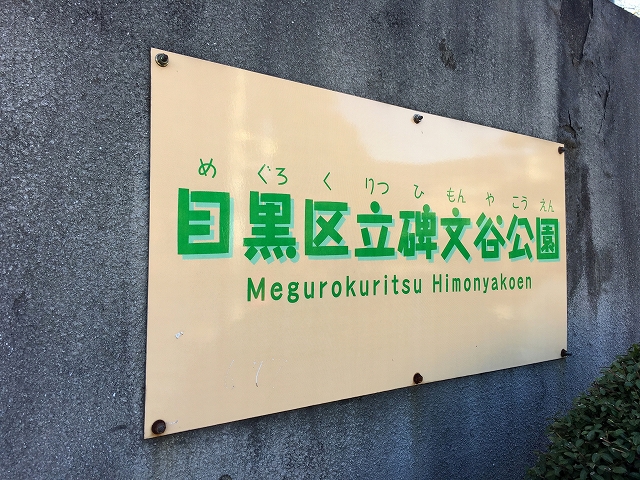 め ぐろ く りつ ひ もん や こう えん
目黒区立碑文谷公園
Megurokuritsu Himonyakoen